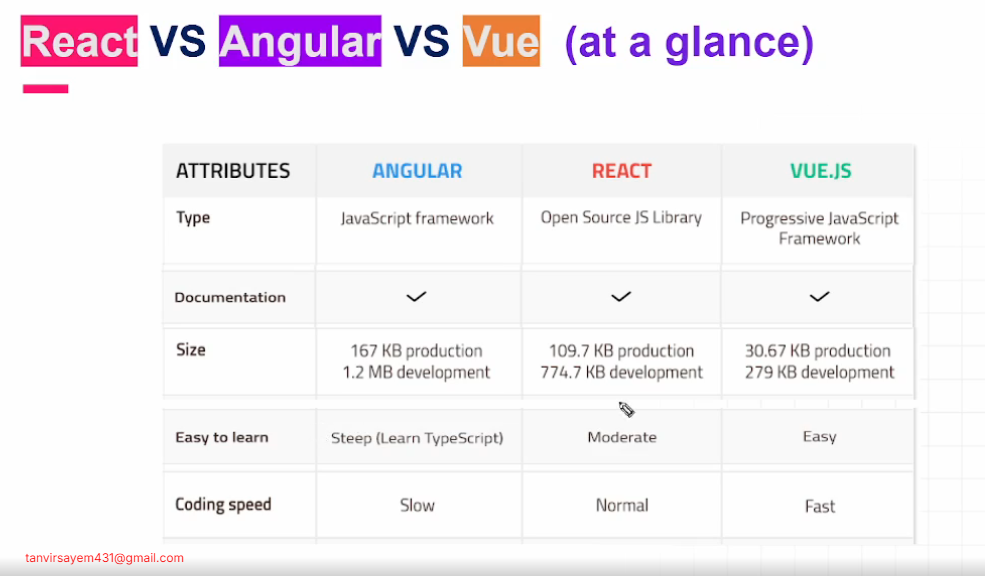 React VS Angular VS Vue (at a glance)
ATTRIBUTES ANGULAR REACT VUE.JS
Type JavaScript framework Open Source JS Library Progressive JavaScript
Framework
Documentation
Size 167 KB production 109.7 KB production 30.67 KB production
1.2 MB development 774.7 KB development 279 KB development
Easy to learn Steep (Learn TypeScript) Moderate Easy
Coding speed Slow Normal Fast
tanvirsayem431@gmail.com